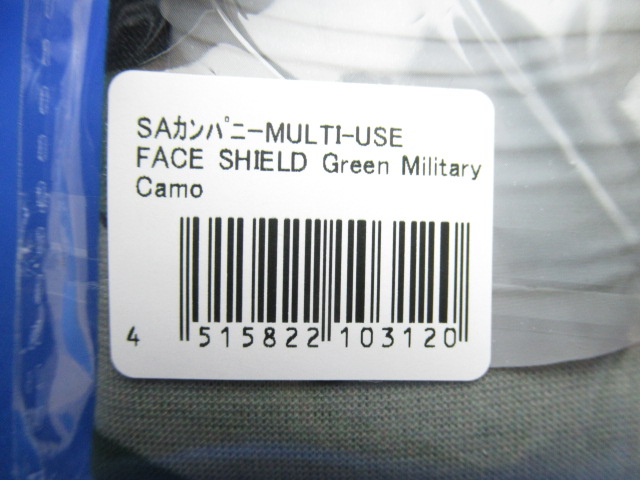 SAｶﾝﾊﾟﾆｰMULTI-USE
FACE SHIELD Green Military
Camo
4 515822 103120